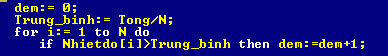 dem:= 0;
Trung_binh:= Tong/N;
for i:= 1 to N do
if Nhietdo[i]>Trung_binh then dem:=dem+1;